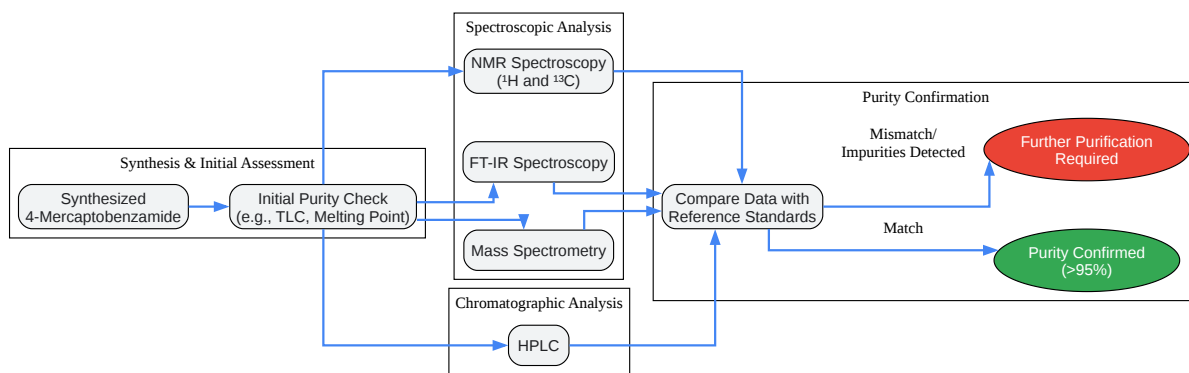 Synthesis & Initial Assessment
Synthesized
4-Mercaptobenzamide
Initial Purity Check
(e.g., TLC, Melting Point)
Spectroscopic Analysis
NMR Spectroscopy
(¹H and ¹³C)
FT-IR Spectroscopy
Mass Spectrometry
Chromatographic Analysis
HPLC
Purity Confirmation
Compare Data with
Reference Standards
Mismatch/
Impurities Detected
Further Purification
Required
Match
Purity Confirmed
(>95%)